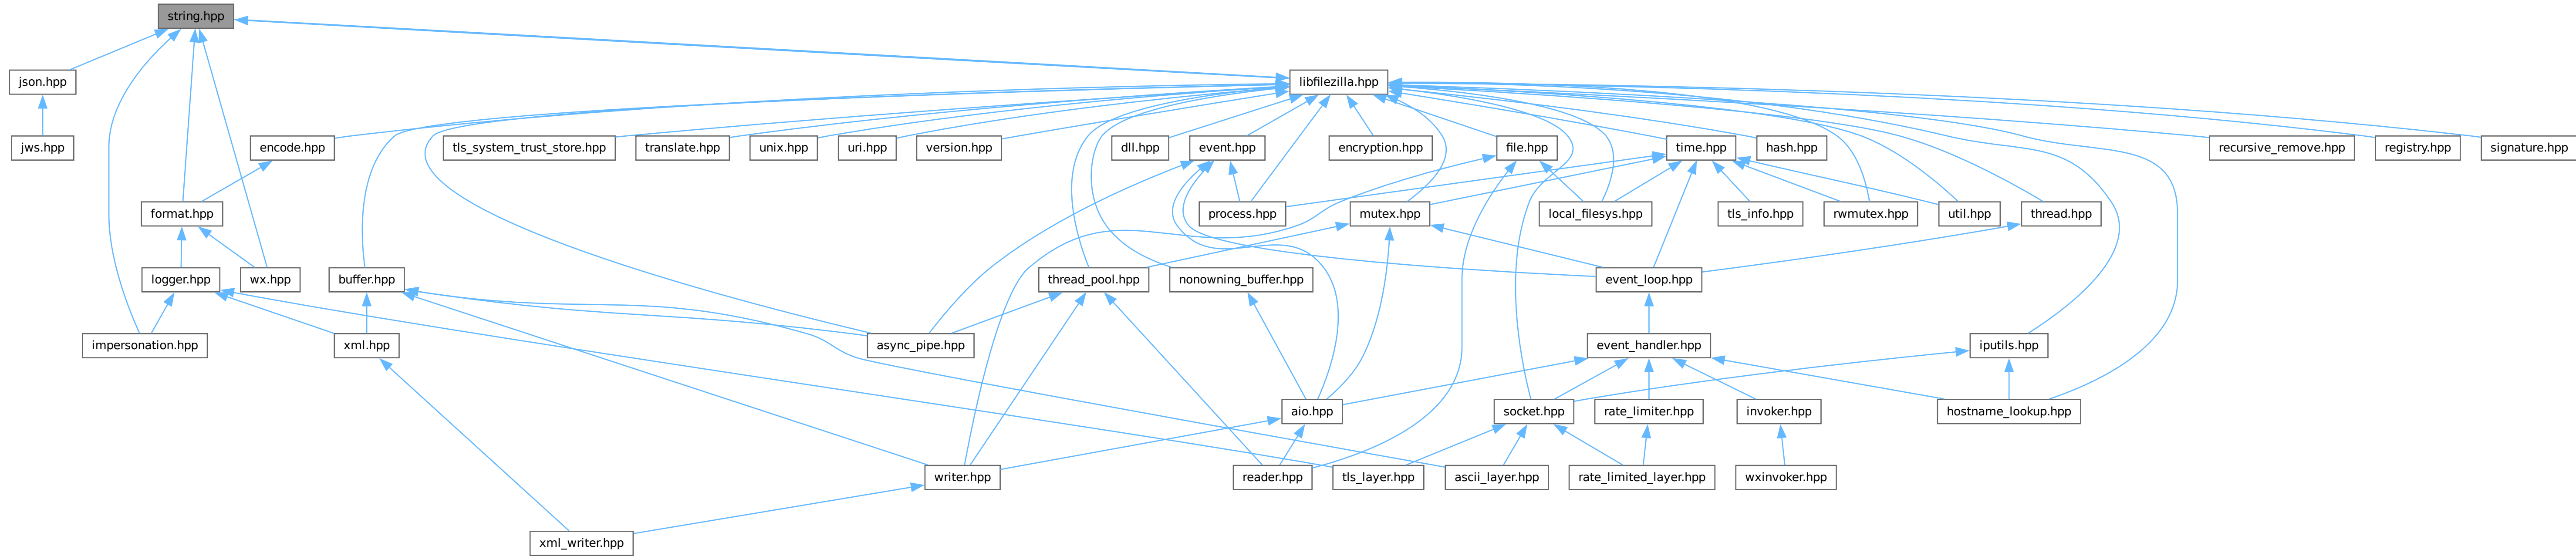 string.hpp
json.hpp
libfilezilla.hpp
jws.hpp
encode.hpp
tls_system_trust_store.hpp
translate.hpp
unix.hpp
uri.hpp
version.hpp
dll.hpp
event.hpp
encryption.hpp
file.hpp
time.hpp
hash.hpp
recursive_remove.hpp
registry.hpp
signature.hpp
format.hpp
process.hpp
mutex.hpp
local_filesys.hpp
tls_info.hpp
rwmutex.hpp
util.hpp
thread.hpp
logger.hpp
wx.hpp
buffer.hpp
thread_pool.hpp
nonowning_buffer.hpp
event_loop.hpp
impersonation.hpp
xml.hpp
async_pipe.hpp
event_handler.hpp
iputils.hpp
aio.hpp
socket.hpp
rate_limiter.hpp
invoker.hpp
hostname_lookup.hpp
writer.hpp
reader.hpp
tls_layer.hpp
ascii_layer.hpp
rate_limited_layer.hpp
wxinvoker.hpp
xml_writer.hpp